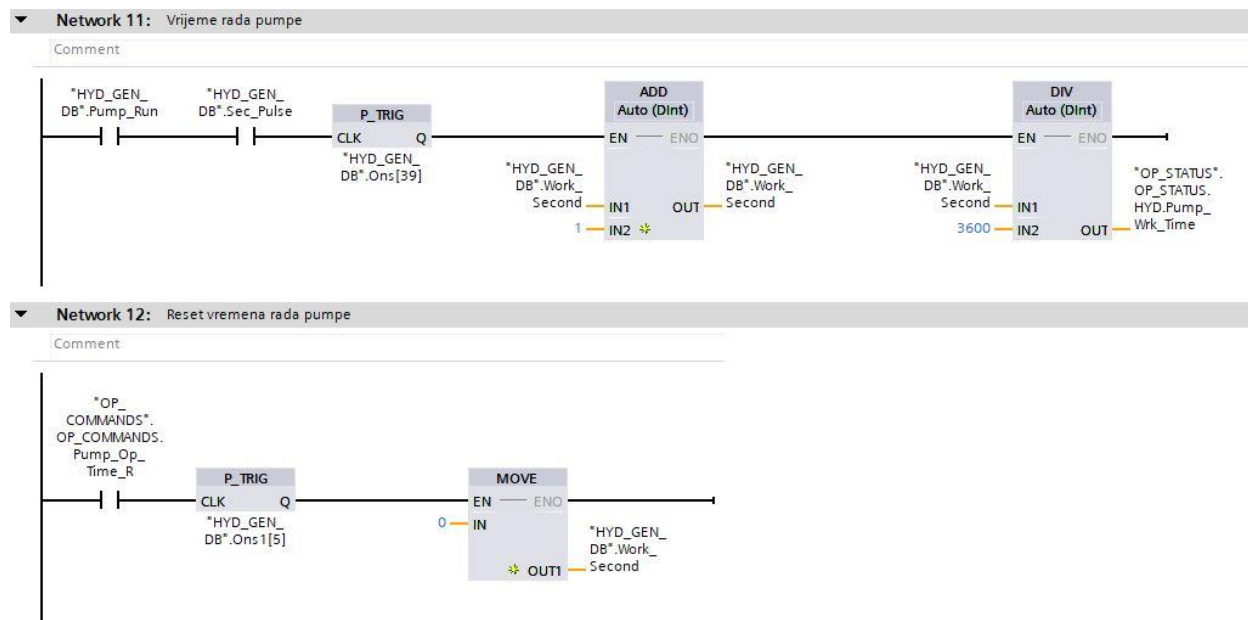 Network 11: Vrijeme rada pumpe
Comment
"HYD_GEN_
DB".Pump_Run
"HYD_GEN_
DB".Sec_Pulse
P_TRIG
CLK Q
"HYD_GEN_
DB".Ons[39]
ADD
Auto (DInt)
EN ENO
"HYD_GEN_
DB".Work_
Second
IN1
1
IN2
OUT
"HYD_GEN_
DB".Work_
Second
DIV
Auto (DInt)
EN ENO
"HYD_GEN_
DB".Work_
Second
IN1
3600
IN2
OUT
"OP_STATUS".
OP_STATUS.
HYD.Pump_
Wrk_Time
Network 12: Reset vremena rada pumpe
Comment
"OP_
COMMANDS".
OP_COMMANDS.
Pump_Op_
Time_R
P_TRIG
CLK Q
"HYD_GEN_
DB".Ons1[5]
MOVE
EN ENO
0
IN
OUT1
"HYD_GEN_
DB".Work_
Second